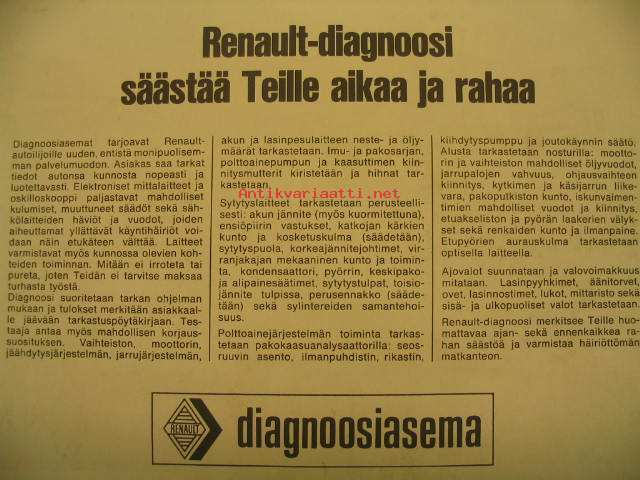 Renault-diagnoosi
säästää Teille aikaa ja rahaa
Diagnoosiasemat tarjoavat Renault-
autoilijoille uuden, entistä monipuolisem-
man palvelumuodon. Asiakas saa tarkat
tiedot autonsa kunnosta nopeasti ja
luotettavasti. Elektroniset mittalaitteet ja
oskilloskooppi paljastavat mahdolliset
kulumiset, muuttuneet säädöt sekä säh-
kölaitteiden häviöt ja vuodot, joiden
aiheuttamat yllättävät käyntihäiriöt voi-
daan näin etukäteen välttää. Laitteet
varmistavat myös kunnossa olevien koh-
teiden toiminnan. Mitään ei irroteta tai
pureta, joten Teidän ei tarvitse maksaa
turhasta työstä.
Diagnoosi suoritetaan tarkan ohjelman
mukaan ja tulokset merkitään asiakkaal-
le jäävään tarkastuspöytäkirjaan. Tes-
taaja antaa myös mahdollisen korjaus-
suosituksen. Vaihteiston, moottorin,
jäähdytysjärjestelmän, jarrujärjestelmän,
akun ja lasinpesulaitteen neste- ja öljy-
määrät tarkastetaan. Imu- ja pakosarjan,
polttoainepumpun ja kaasuttimen kiin-
nitysmutterit kiristetään ja hihnat tar-
kastetaan.
Antikvariaatti.net
Sytytyslaitteet tarkastetaan perusteelli-
sesti: akun jännite (myös kuormitettuna),
ensiöpiirin vastukset, katkojan kärkien
kunto ja kosketuskulma (säädetään),
sytytyspuola, korkeajännitejohtimet, vir-
ranjakajan mekaaninen kunto ja toimin-
ta, kondensaattori, pyörrin, keskipako-
ja alipainesäätimet, sytytystulpat, toisio-
jännite tulpissa, perusennakko (sääde-
tään) sekä sylintereiden samantehoi-
suus.
Polttoainejärjestelmän toiminta tarkas-
tetaan pakokaasuanalysaattorilla: seos-
ruuvin asento, ilmanpuhdistin, rikastin,
kiihdytyspumppu ja joutokäynnin säätö.
Alusta tarkastetaan nosturilla: mootto-
rin ja vaihteiston mahdolliset öljyvuodot,
jarrupalojen vahvuus, ohjausvaihteen
kiinnitys, kytkimen ja käsijarrun liike-
vara, pakoputkiston kunto, iskunvaimen-
timien mahdolliset vuodot ja kiinnitys,
etuakseliston ja pyörän laakerien välyk-
set sekä renkaiden kunto ja ilmanpaine.
Etupyörien aurauskulma tarkastetaan
optisella laitteella.
Ajovalot suunnataan ja valovoimakkuus
mitataan. Lasinpyyhkimet, äänitorvet,
ovet, lasinnostimet, lukot, mittaristo sekä
sisä- ja ulkopuoliset valot tarkastetaan.
Renault-diagnoosi merkitsee Teille huo-
mattavaa ajan- sekä ennenkaikkea ra-
han säästöä ja varmistaa häiriöttömän
matkanteon.
RENAULT
diagnoosiasema